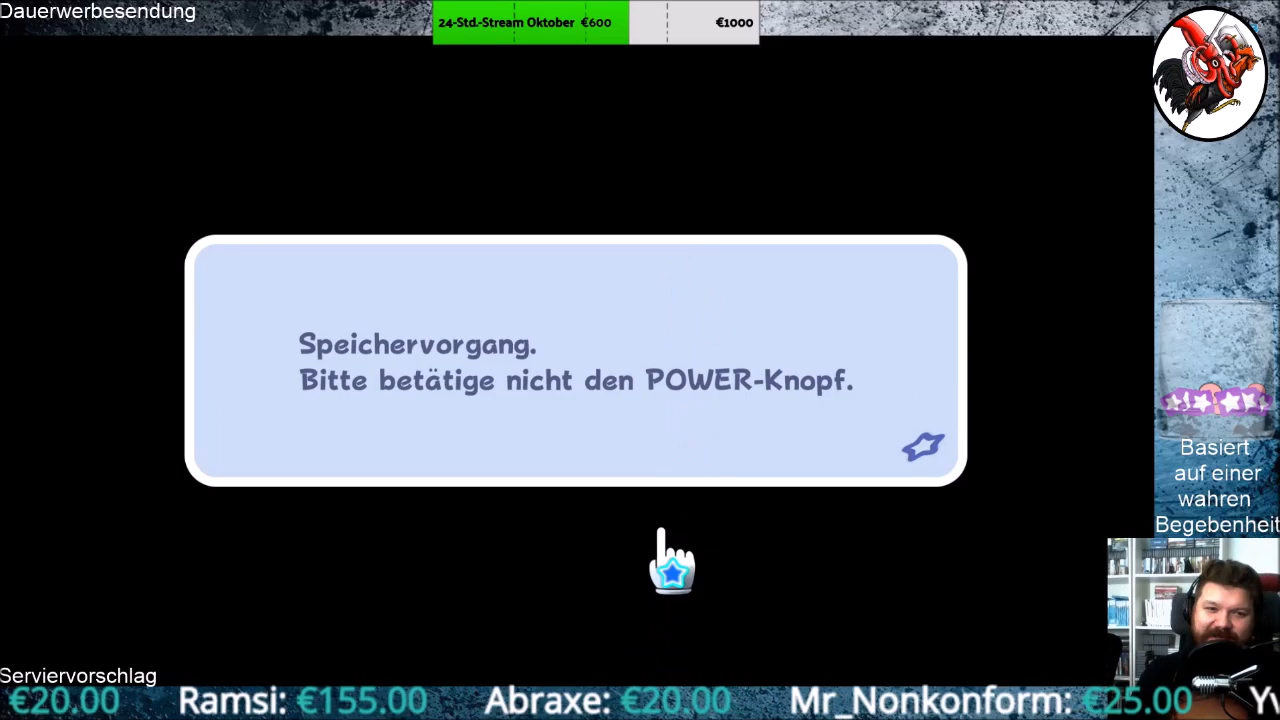 Dauerwerbesendung
24-Std.-Stream Oktober €600 €1000
Speichervorgang.
Bitte betätige nicht den POWER-Knopf.
Basiert
auf einer
wahren
Begebenheit
Serviervorschlag
€20.00 Ramsi: €155.00 Abraxe: €20.00 Mr_Nonkonform: €25.00